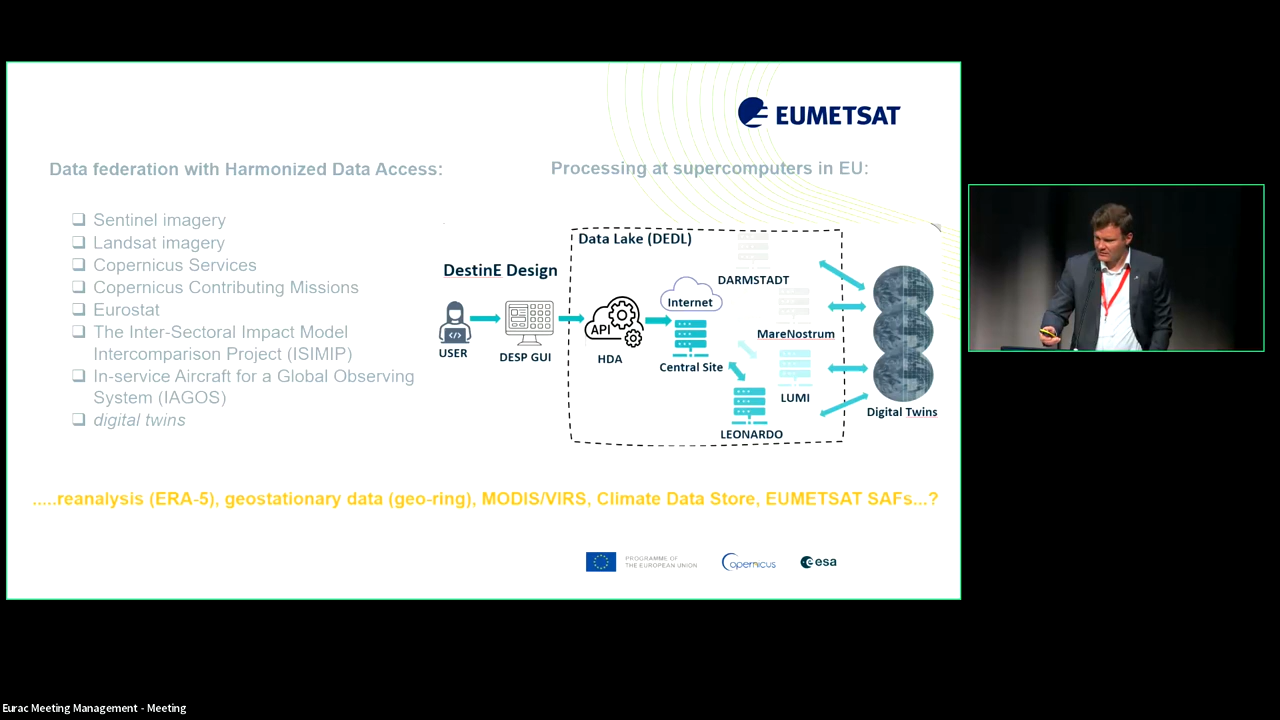 EUMETSAT
Data federation with Harmonized Data Access:
Processing at supercomputers in EU:
❑ Sentinel imagery
❑ Landsat imagery
❑ Copernicus Services
❑ Copernicus Contributing Missions
❑ Eurostat
❑ The Inter-Sectoral Impact Model
Intercomparison Project (ISIMIP)
❑ In-service Aircraft for a Global Observing
System (IAGOS)
❑ digital twins
Data Lake (DEDL)
DestinE Design
DARMSTADT
Internet
API
MareNostrum
USER
DESP GUI
HDA
Central Site
LUMI
Digital Twins
LEONARDO
.....reanalysis (ERA-5), geostationary data (geo-ring), MODIS/VIRS, Climate Data Store, EUMETSAT SAFs...?
PROGRAMME OF
THE EUROPEAN UNION
opernicus
esa
Eurac Meeting Management - Meeting